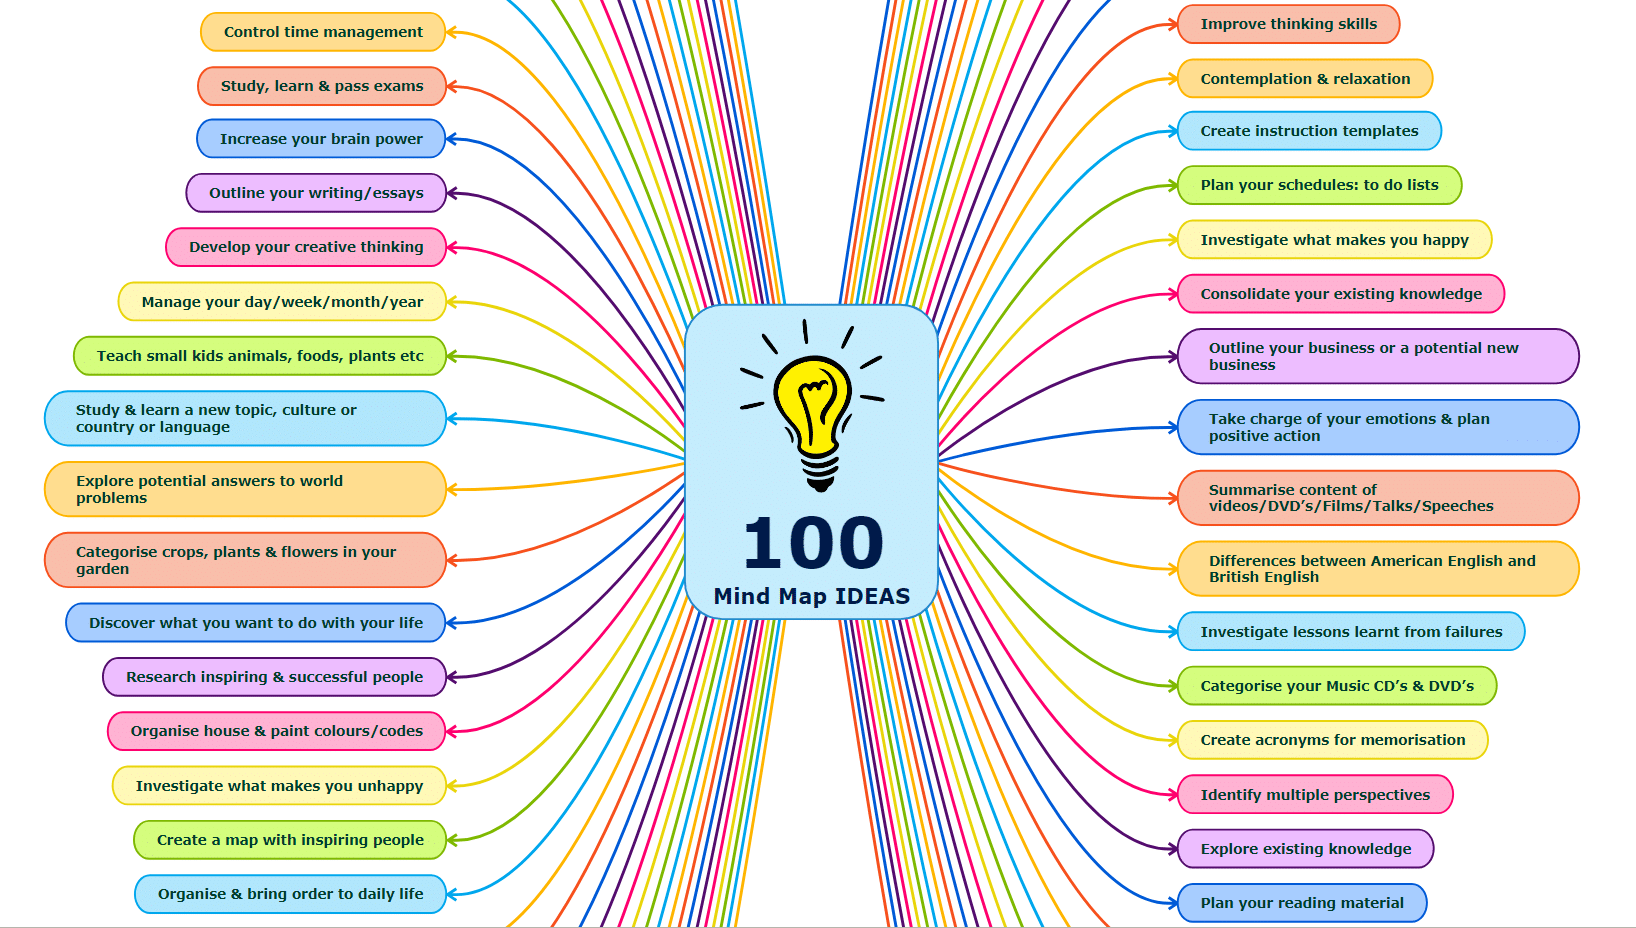 Control time management
Study, learn & pass exams
Increase your brain power
Outline your writing/essays
Develop your creative thinking
Manage your day/week/month/year
Teach small kids animals, foods, plants etc
Study & learn a new topic, culture or
country or language
Explore potential answers to world
problems
Categorise crops, plants & flowers in your
garden
Discover what you want to do with your life
Research inspiring & successful people
Organise house & paint colours/codes
Investigate what makes you unhappy
Create a map with inspiring people
Organise & bring order to daily life
100
Mind Map IDEAS
Improve thinking skills
Contemplation & relaxation
Create instruction templates
Plan your schedules: to do lists
Investigate what makes you happy
Consolidate your existing knowledge
Outline your business or a potential new
business
Take charge of your emotions & plan
positive action
Summarise content of
videos/DVD’s/Films/Talks/Speeches
Differences between American English and
British English
Investigate lessons learnt from failures
Categorise your Music CD’s & DVD’s
Create acronyms for memorisation
Identify multiple perspectives
Explore existing knowledge
Plan your reading material